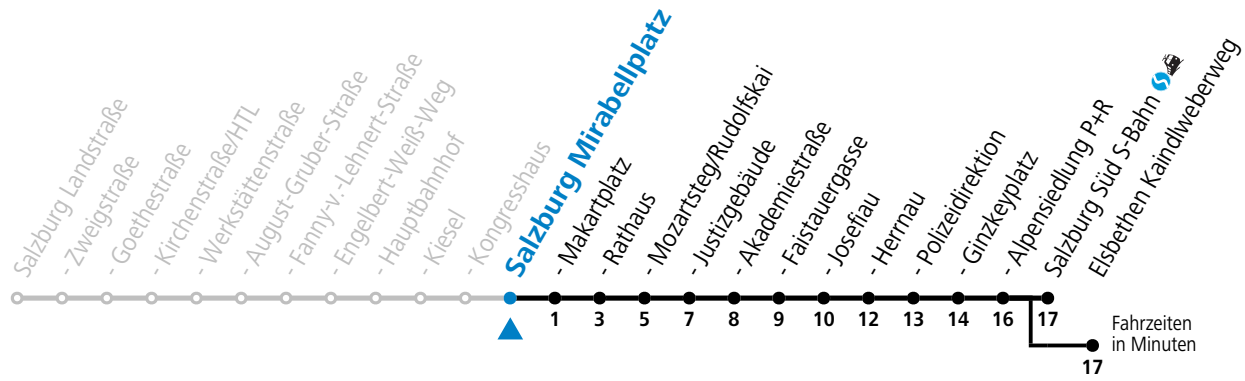 Salzburg Landstraße
- Zweigstraße
- Goethestraße
- Kirchenstraße/HTL
- Werkstättenstraße
- August-Gruber-Straße
- Fanny-v.-Lehnert-Straße
- Engelbert-Weiß-Weg
- Hauptbahnhof
- Kiesel
- Kongresshaus
Salzburg Mirabellplatz
- Makartplatz
- Rathaus
- Mozartsteg/Rudolfskai
- Justizgebäude
- Akademiestraße
- Faistauergasse
- Josefiau
- Herrnau
- Polizeidirektion
- Ginzkeyplatz
- Alpensiedlung P+R
Salzburg Süd S-Bahn
Elsbethen Kaindlweberweg
1 3 5 7 8 9 10 12 13 14 16 17
Fahrzeiten
in Minuten
17